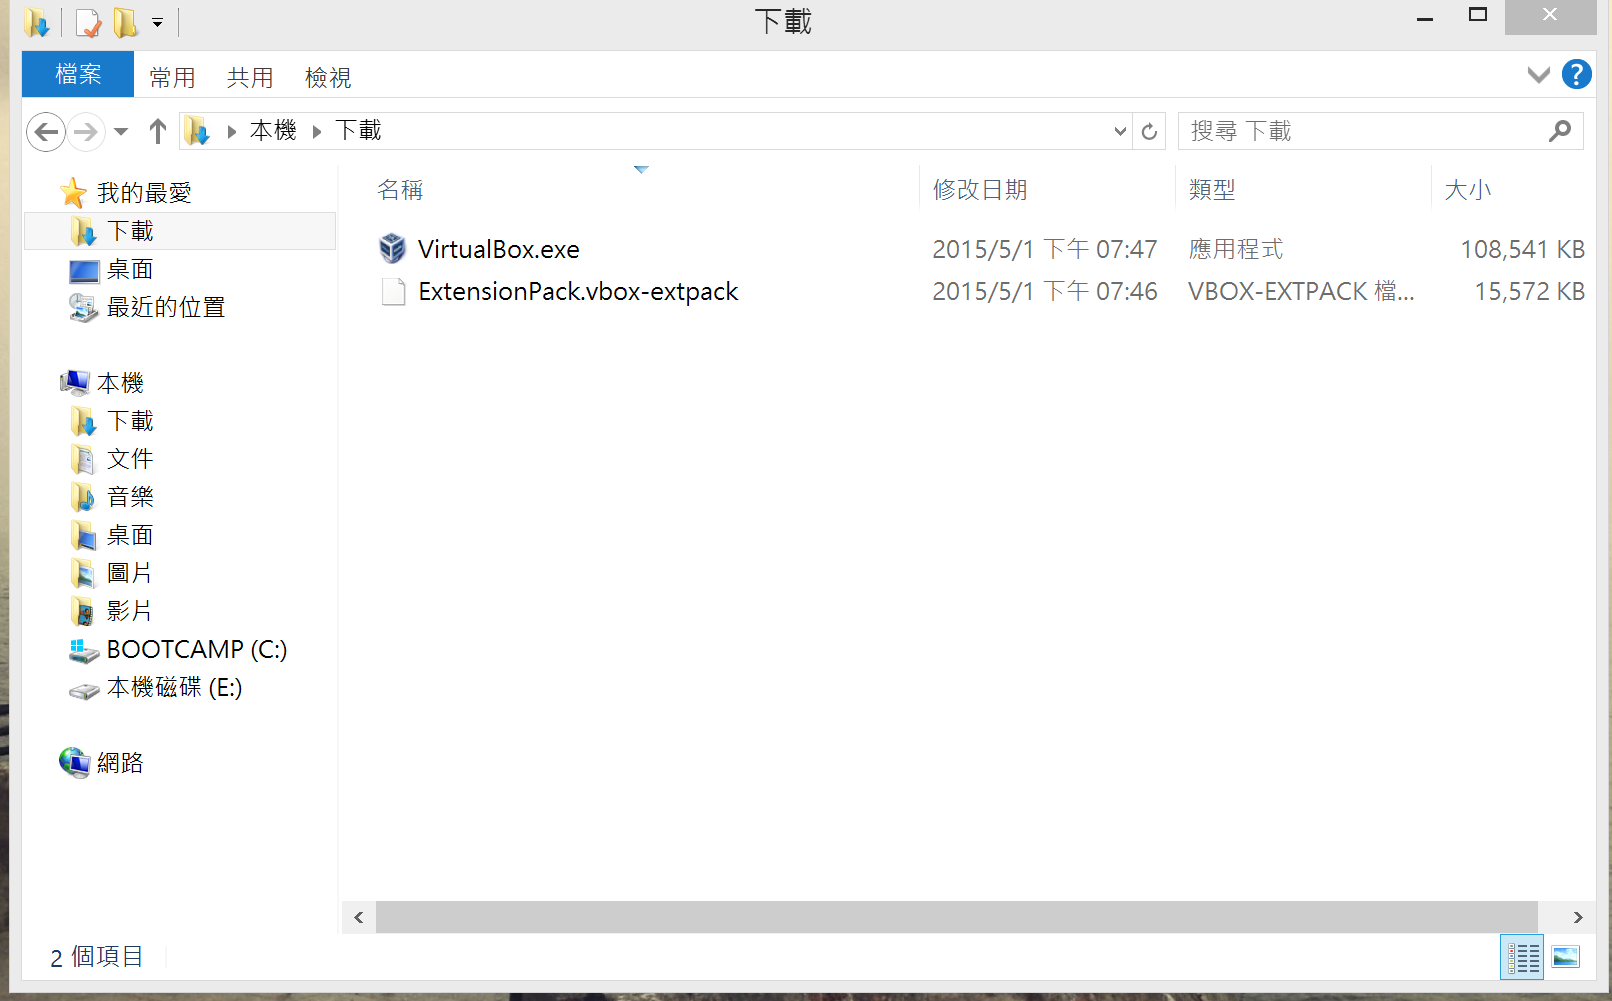 下載
檔案 常用 共用 檢視
本機 下載
搜尋 下載
我的最愛
下載
桌面
最近的位置
本機
下載
文件
音樂
桌面
圖片
影片
BOOTCAMP (C:)
本機磁碟 (E:)
網路
名稱 修改日期 類型 大小
VirtualBox.exe 2015/5/1 下午 07:47 應用程式 108,541 KB
ExtensionPack.vbox-extpack 2015/5/1 下午 07:46 VBOX-EXTPACK 檔... 15,572 KB
2 個項目